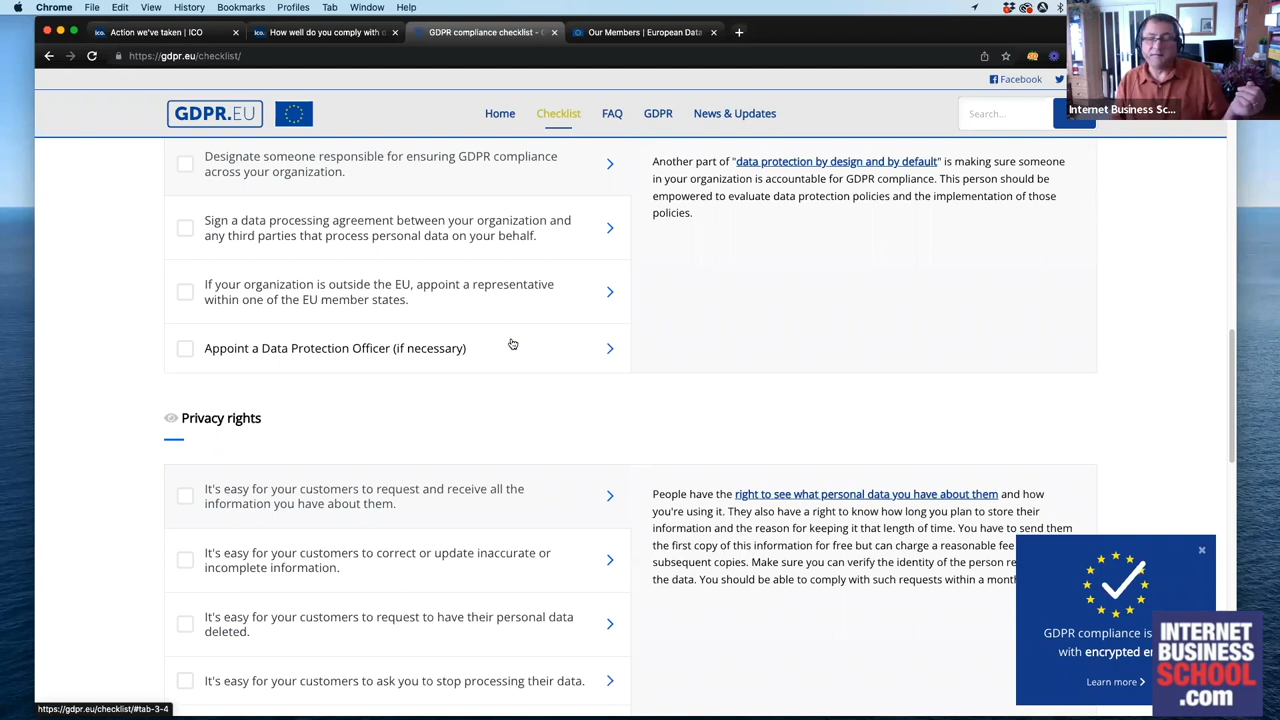 Chrome File Edit View History Bookmarks Profiles Tab Window Help
ico. Action we've taken | ICO
ico. How well do you comply with
GDPR compliance checklist -
Our Members | European Data
https://gdpr.eu/checklist/
Facebook
GDPR.EU
Home Checklist FAQ GDPR News & Updates
Search...
Internet Business Sc...
Designate someone responsible for ensuring GDPR compliance
across your organization.
Another part of "data protection by design and by default" is making sure someone
in your organization is accountable for GDPR compliance. This person should be
empowered to evaluate data protection policies and the implementation of those
policies.
Sign a data processing agreement between your organization and
any third parties that process personal data on your behalf.
If your organization is outside the EU, appoint a representative
within one of the EU member states.
Appoint a Data Protection Officer (if necessary)
Privacy rights
It's easy for your customers to request and receive all the
information you have about them.
People have the right to see what personal data you have about them and how
you're using it. They also have a right to know how long you plan to store their
information and the reason for keeping it that length of time. You have to send them
the first copy of this information for free but can charge a reasonable fee
subsequent copies. Make sure you can verify the identity of the person
the data. You should be able to comply with such requests within a
It's easy for your customers to correct or update inaccurate or
incomplete information.
It's easy for your customers to request to have their personal data
deleted.
It's easy for your customers to ask you to stop processing their data.
GDPR compliance is
with encrypted
Learn more
INTERNET
BUSINESS
SCHOOL
.com
https://gdpr.eu/checklist/#tab-3-4